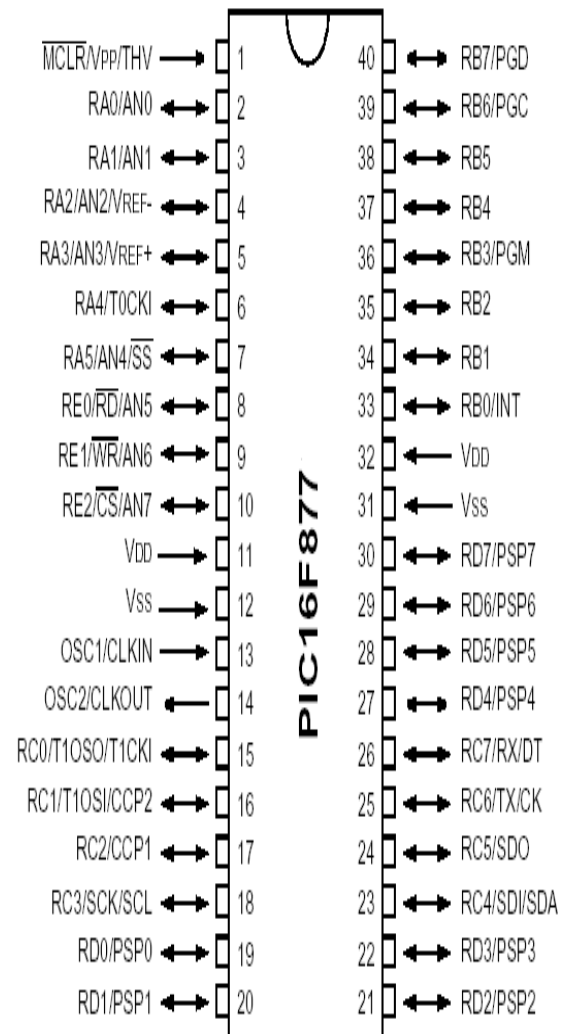 MCLR/VPP/THV 1 40 RB7/PGD
RA0/AN0 2 39 RB6/PGC
RA1/AN1 3 38 RB5
RA2/AN2/VREF- 4 37 RB4
RA3/AN3/VREF+ 5 36 RB3/PGM
RA4/T0CKI 6 35 RB2
RA5/AN4/SS 7 34 RB1
RE0/RD/AN5 8 33 RB0/INT
RE1/WR/AN6 9 32 VDD
RE2/CS/AN7 10 31 VSS
VDD 11 30 RD7/PSP7
VSS 12 29 RD6/PSP6
OSC1/CLKIN 13 28 RD5/PSP5
OSC2/CLKOUT 14 27 RD4/PSP4
RC0/T1OSO/T1CKI 15 26 RC7/RX/DT
RC1/T1OSI/CCP2 16 25 RC6/TX/CK
RC2/CCP1 17 24 RC5/SDO
RC3/SCK/SCL 18 23 RC4/SDI/SDA
RD0/PSP0 19 22 RD3/PSP3
RD1/PSP1 20 21 RD2/PSP2
PIC16F877